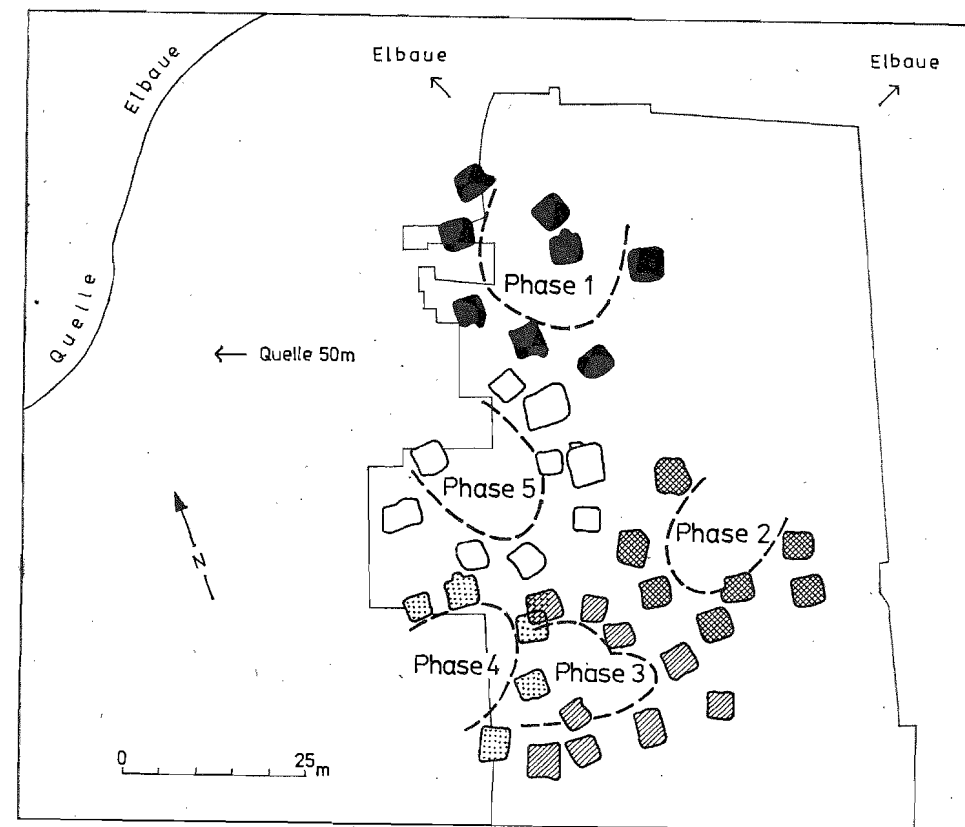 Elbaue
Elbaue
Elbaue
Quelle
Phase 1
← Quelle 50m
Phase 5
Phase 2
N
Phase 4
Phase 3
0 25m